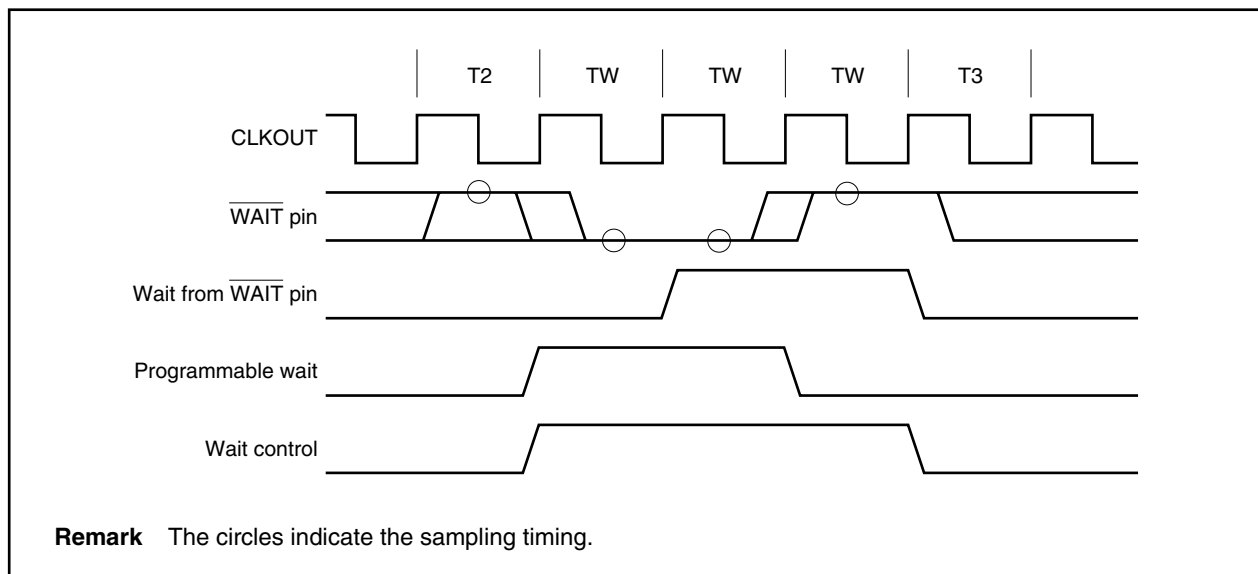 T2 TW TW TW T3
CLKOUT
WAIT pin
Wait from WAIT pin
Programmable wait
Wait control
Remark The circles indicate the sampling timing.